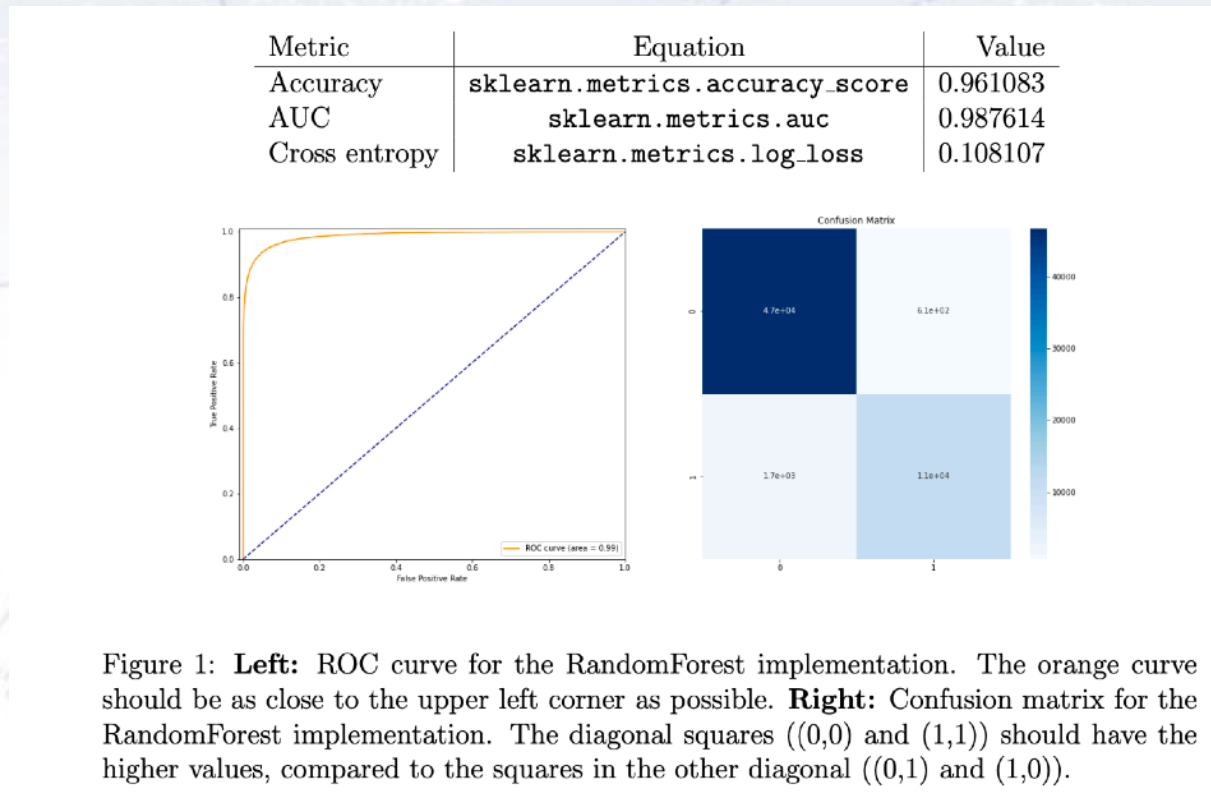 Metric Equation Value
Accuracy sklearn.metrics.accuracy_score 0.961083
AUC sklearn.metrics.auc 0.987614
Cross entropy sklearn.metrics.log_loss 0.108107
1.0
0.8
0.6
0.4
0.2
0.0
True Positive Rate
0.0 0.2 0.4 0.6 0.8 1.0
False Positive Rate
ROC curve (area = 0.99)
Confusion Matrix
0 4.7e+04 6.1e+02
1 1.7e+03 1.1e+04
0 1
40000
30000
20000
10000
Figure 1: Left: ROC curve for the RandomForest implementation. The orange curve
should be as close to the upper left corner as possible. Right: Confusion matrix for the
RandomForest implementation. The diagonal squares ((0,0) and (1,1)) should have the
higher values, compared to the squares in the other diagonal ((0,1) and (1,0)).